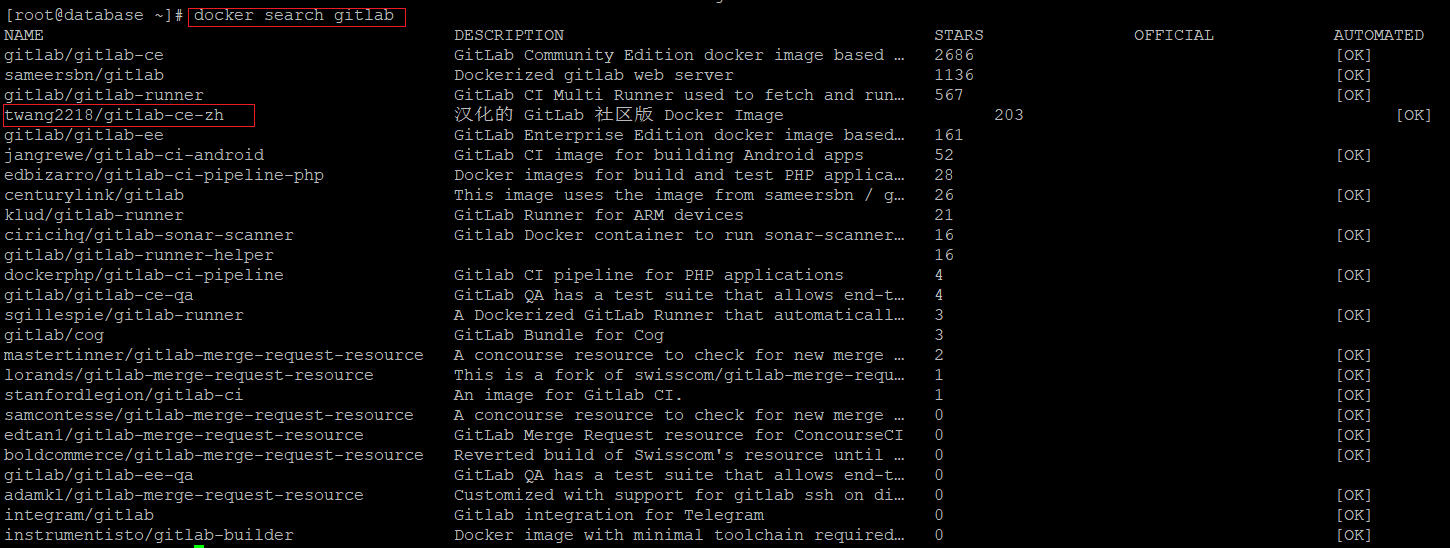 [root@database ~]# docker search gitlab
NAME DESCRIPTION STARS OFFICIAL AUTOMATED
gitlab/gitlab-ce GitLab Community Edition docker image based … 2686 [OK]
sameersbn/gitlab Dockerized gitlab web server 1136 [OK]
gitlab/gitlab-runner GitLab CI Multi Runner used to fetch and run… 567 [OK]
twang2218/gitlab-ce-zh 汉化的 GitLab 社区版 Docker Image 203 [OK]
gitlab/gitlab-ee GitLab Enterprise Edition docker image based… 161
jangrewe/gitlab-ci-android GitLab CI image for building Android apps 52 [OK]
edbizarro/gitlab-ci-pipeline-php Docker images for build and test PHP applica… 28
centurylink/gitlab This image uses the image from sameersbn / g… 26 [OK]
klud/gitlab-runner GitLab Runner for ARM devices 21
ciricihq/gitlab-sonar-scanner Gitlab Docker container to run sonar-scanner… 16 [OK]
gitlab/gitlab-runner-helper 16
dockerphp/gitlab-ci-pipeline Gitlab CI pipeline for PHP applications 4 [OK]
gitlab/gitlab-ce-qa GitLab QA has a test suite that allows end-t… 4
sgillespie/gitlab-runner A Dockerized GitLab Runner that automaticall… 3 [OK]
gitlab/cog GitLab Bundle for Cog 3
mastertinner/gitlab-merge-request-resource A concourse resource to check for new merge … 2 [OK]
lorands/gitlab-merge-request-resource This is a fork of swisscom/gitlab-merge-requ… 1 [OK]
stanfordlegion/gitlab-ci An image for Gitlab CI. 1 [OK]
samcontesse/gitlab-merge-request-resource A concourse resource to check for new merge … 0 [OK]
edtan1/gitlab-merge-request-resource GitLab Merge Request resource for ConcourseCI 0 [OK]
boldcommerce/gitlab-merge-request-resource Reverted build of Swisscom's resource until … 0 [OK]
gitlab/gitlab-ee-qa GitLab QA has a test suite that allows end-t… 0
adamkl/gitlab-merge-request-resource Customized with support for gitlab ssh on di… 0 [OK]
integram/gitlab Gitlab integration for Telegram 0 [OK]
instrumentisto/gitlab-builder Docker image with minimal toolchain required… 0 [OK]